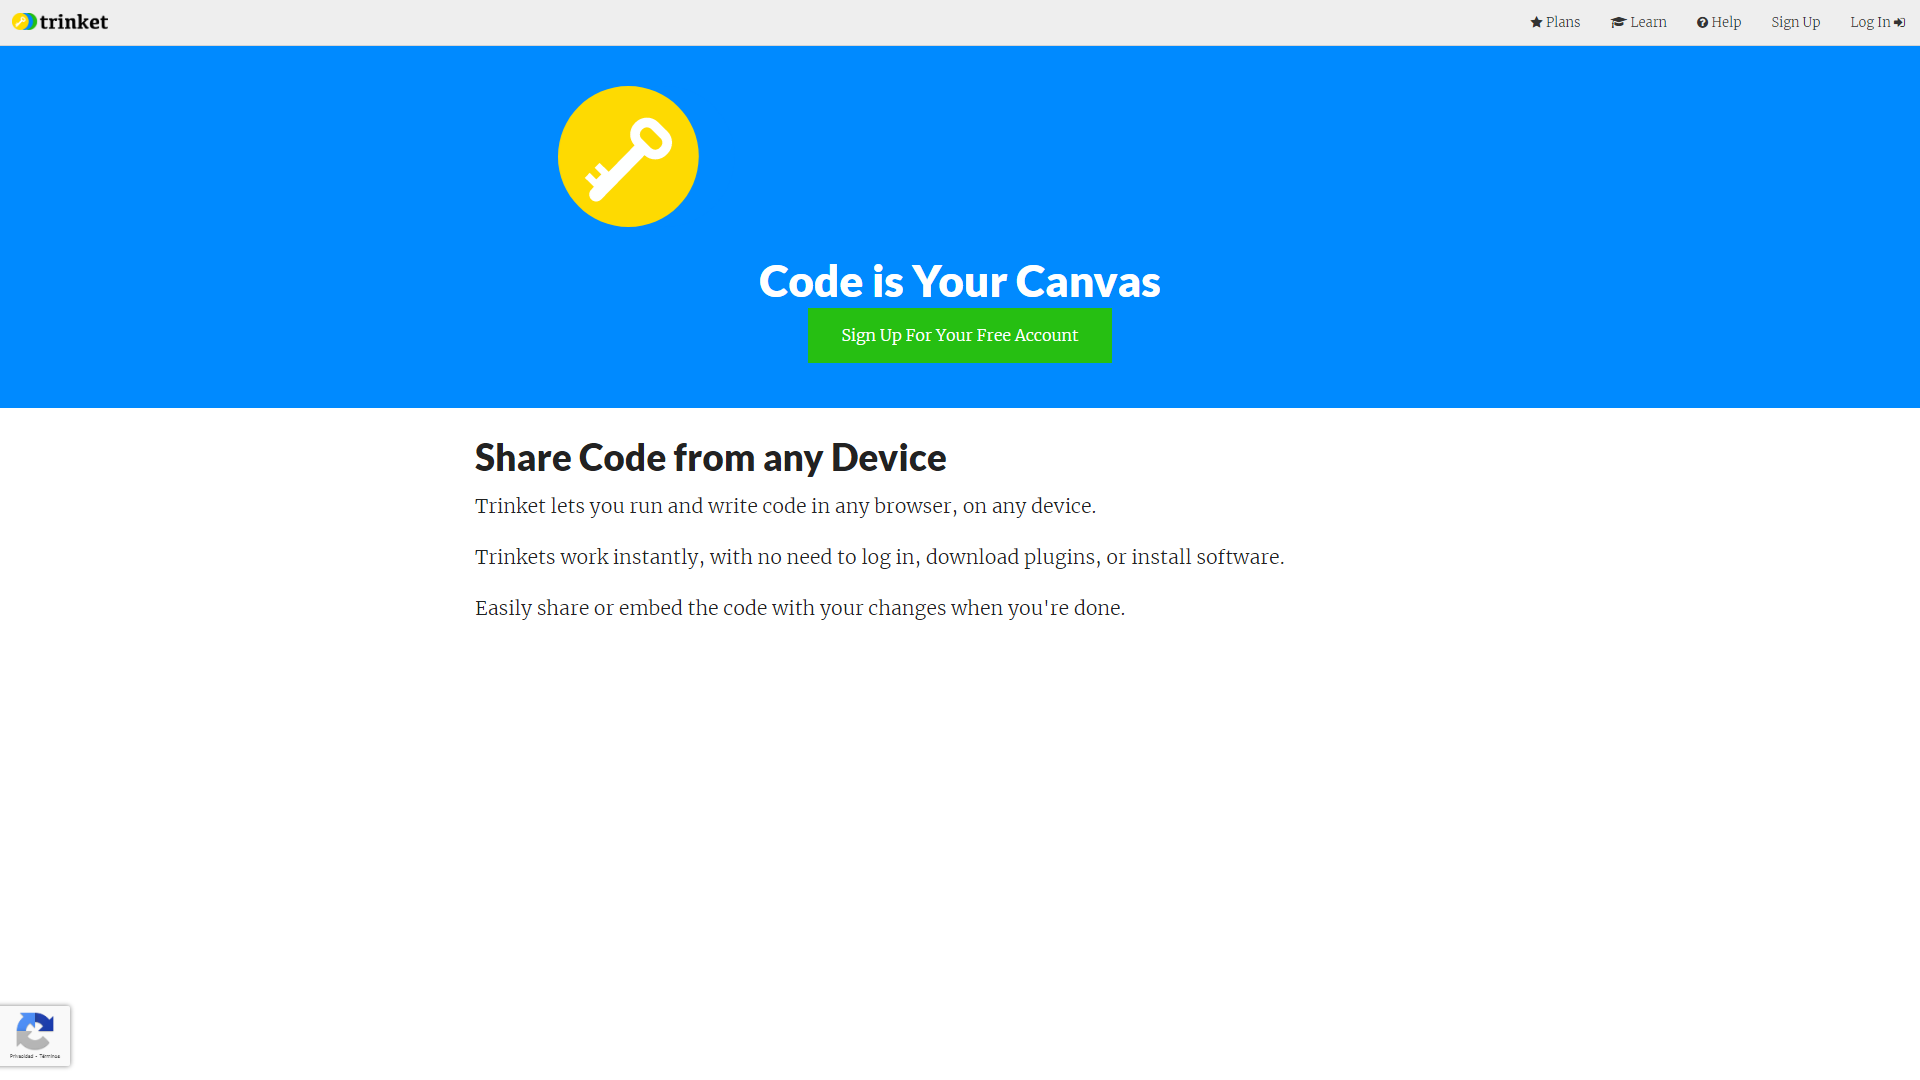 trinket
Plans
Learn
Help
Sign Up
Log In
Code is Your Canvas
Sign Up For Your Free Account
Share Code from any Device
Trinket lets you run and write code in any browser, on any device.
Trinkets work instantly, with no need to log in, download plugins, or install software.
Easily share or embed the code with your changes when you're done.
Privacidad - Términos